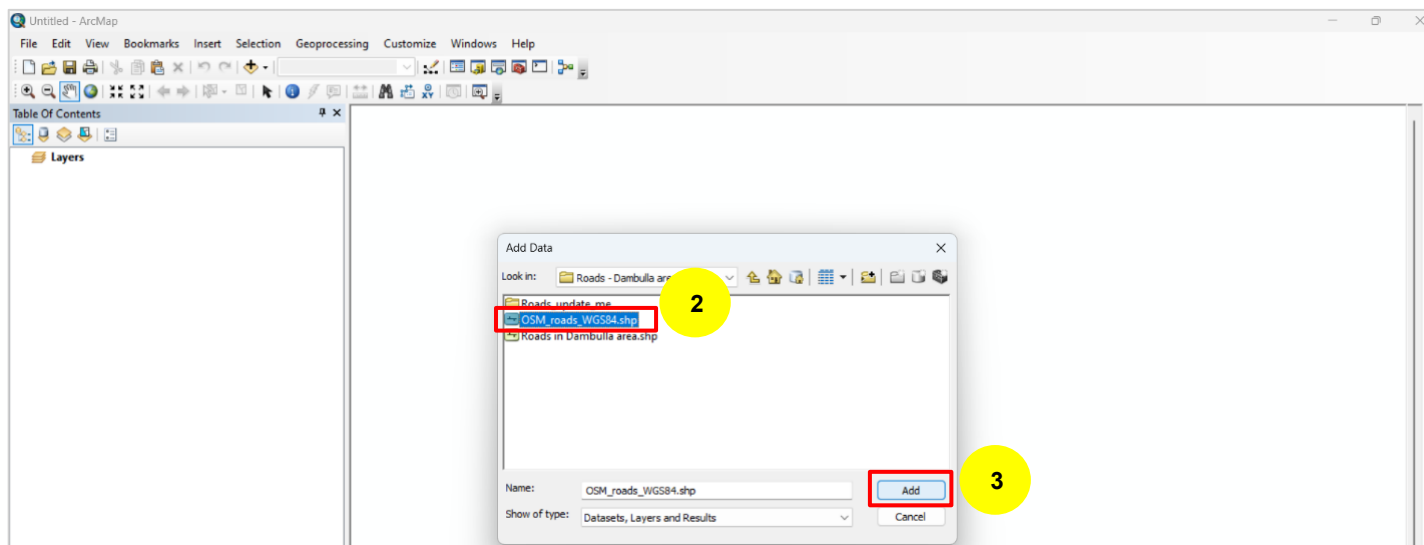 Untitled - ArcMap
File Edit View Bookmarks Insert Selection Geoprocessing Customize Windows Help
Table Of Contents
Layers
Add Data
Look in: Roads - Dambulla
Roads_update_me
2
OSM_roads_WGS84.shp
Roads in Dambulla area.shp
Name: OSM_roads_WGS84.shp
Add
3
Show of type: Datasets, Layers and Results
Cancel